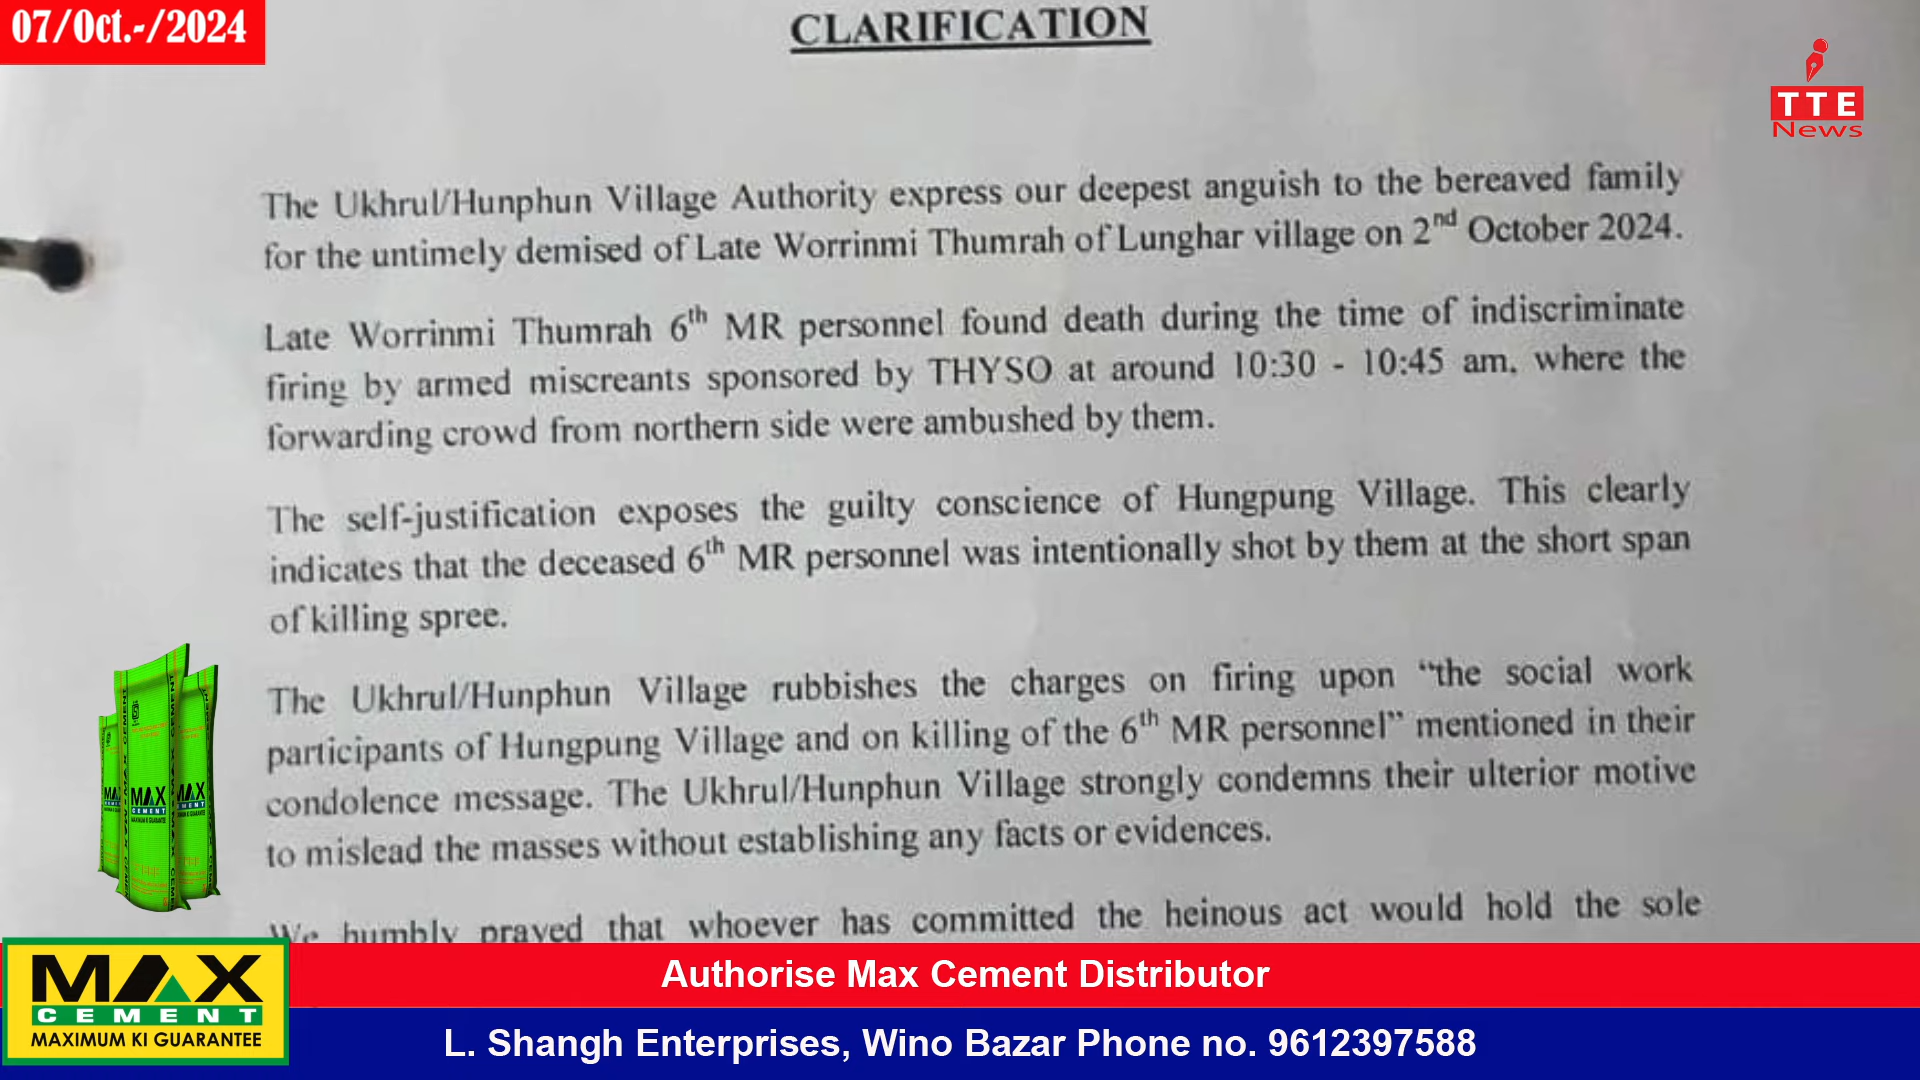 07/Oct.-/2024
CLARIFICATION
TTE
News
The Ukhrul/Hunphun Village Authority express our deepest anguish to the bereaved family
for the untimely demised of Late Worrinmi Thumrah of Lunghar village on 2nd October 2024.
Late Worrinmi Thumrah 6th MR personnel found death during the time of indiscriminate
firing by armed miscreants sponsored by THYSO at around 10:30 - 10:45 am, where the
forwarding crowd from northern side were ambushed by them.
The self-justification exposes the guilty conscience of Hungpung Village. This clearly
indicates that the deceased 6th MR personnel was intentionally shot by them at the short span
of killing spree.
The Ukhrul/Hunphun Village rubbishes the charges on firing upon “the social work
participants of Hungpung Village and on killing of the 6th MR personnel” mentioned in their
condolence message. The Ukhrul/Hunphun Village strongly condemns their ulterior motive
to mislead the masses without establishing any facts or evidences.
We humbly prayed that whoever has committed the heinous act would hold the sole
MAX
CEMENT
MAXIMUM KI GUARANTEE
MAX
CEMENT
MAXIMUM KI GUARANTEE
Authorise Max Cement Distributor
L. Shangh Enterprises, Wino Bazar Phone no. 9612397588